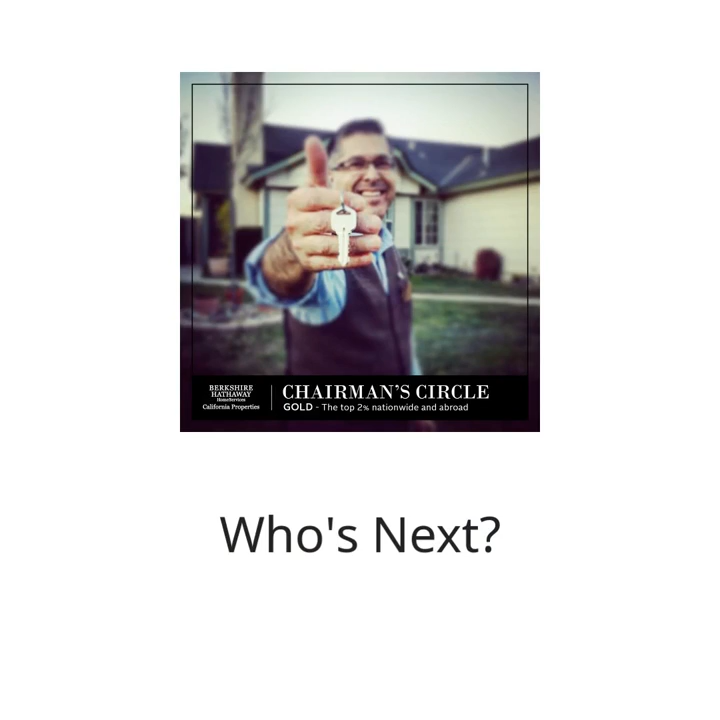 BERKSHIRE
HATHAWAY
HomeServices
California Properties
CHAIRMAN'S CIRCLE
GOLD - The top 2% nationwide and abroad
Who's Next?